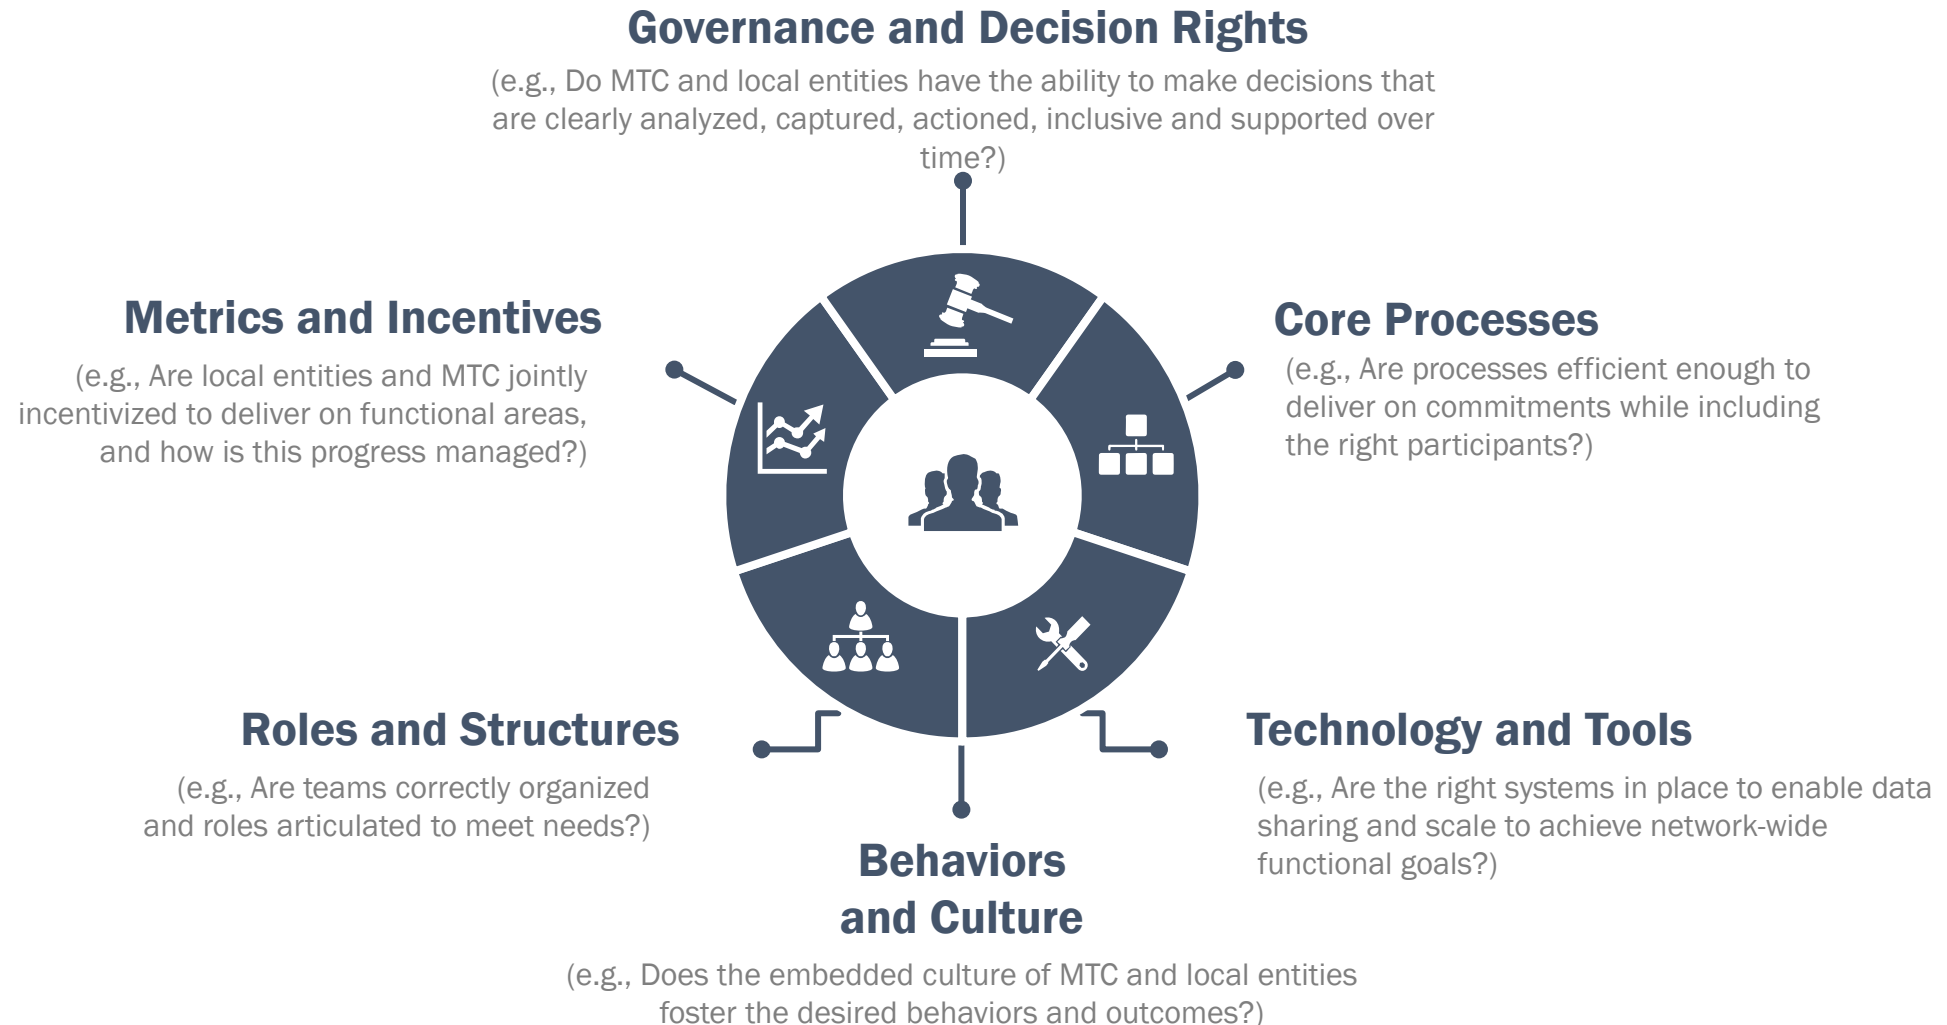 Governance and Decision Rights
(e.g., Do MTC and local entities have the ability to make decisions that
are clearly analyzed, captured, actioned, inclusive and supported over
time?)
Metrics and Incentives
(e.g., Are local entities and MTC jointly
incentivized to deliver on functional areas,
and how is this progress managed?)
Core Processes
(e.g., Are processes efficient enough to
deliver on commitments while including
the right participants?)
Roles and Structures
(e.g., Are teams correctly organized
and roles articulated to meet needs?)
Technology and Tools
(e.g., Are the right systems in place to enable data
sharing and scale to achieve network-wide
functional goals?)
Behaviors
and Culture
(e.g., Does the embedded culture of MTC and local entities
foster the desired behaviors and outcomes?)